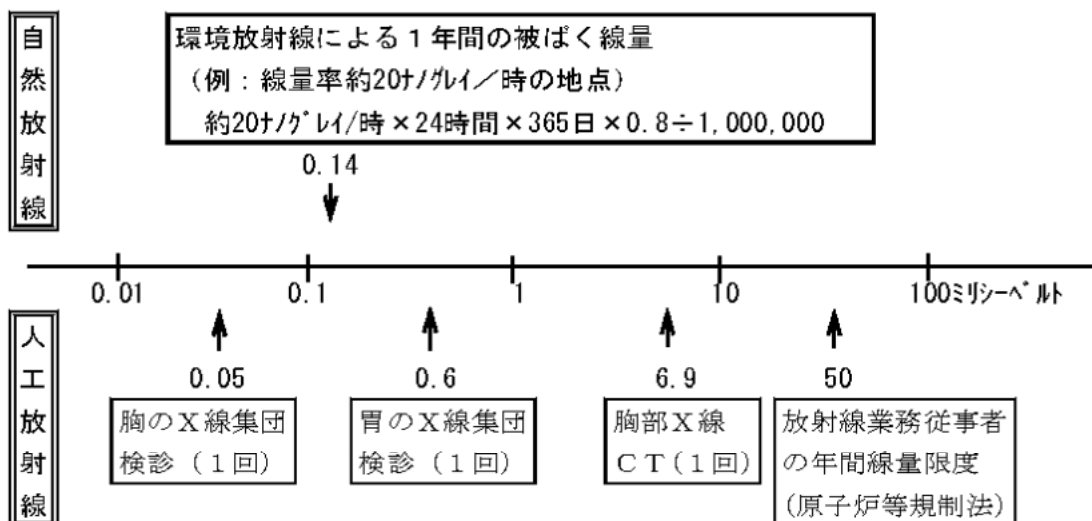 自然放射線
環境放射線による１年間の被ばく線量
（例：線量率約20ﾅﾉｸﾞﾚｲ／時の地点）
約20ﾅﾉｸﾞﾚｲ/時×24時間×365日×0.8÷1,000,000
0.14
0.01 0.1 1 10 100ﾐﾘｼｰﾍﾞﾙﾄ
人工放射線
0.05
胸のＸ線集団
検診（１回）
0.6
胃のＸ線集団
検診（１回）
6.9
胸部Ｘ線
ＣＴ（１回）
50
放射線業務従事者
の年間線量限度
（原子炉等規制法）